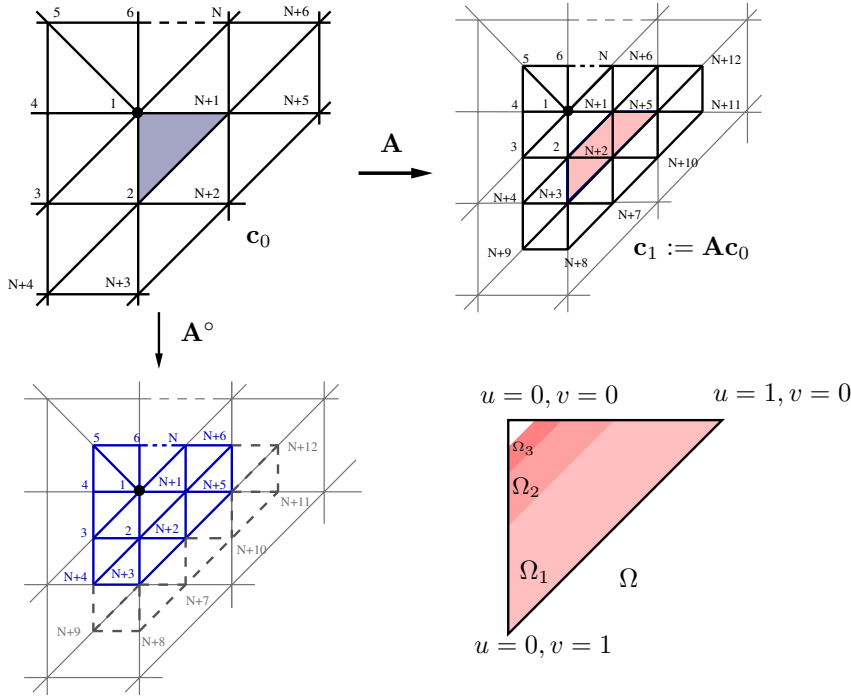 5 6 N N+6
4 1 N+1 N+5
3 2 N+2
N+4 N+3
c₀
A
5 6 N N+6 N+12
4 1 N+1 N+5 N+11
3 2 N+2 N+10
N+4 N+3 N+7
N+9 N+8
c₁ := Ac₀
A°
5 6 N N+6 N+12
4 1 N+1 N+5 N+11
3 2 N+2 N+10
N+4 N+3 N+7
N+9 N+8
u = 0, v = 0 u = 1, v = 0
Ω₃
Ω₂
Ω₁ Ω
u = 0, v = 1